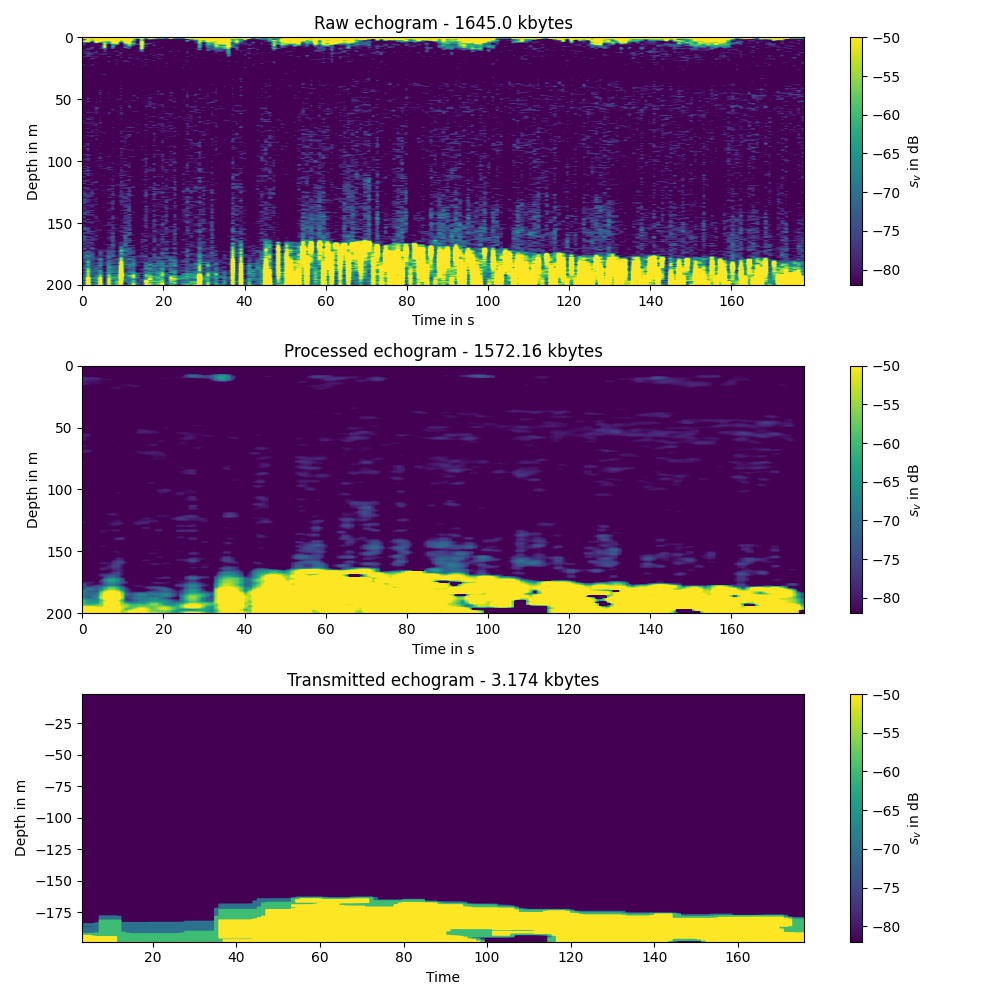 Raw echogram - 1645.0 kbytes
0
50
100
150
200
Depth in m
0 20 40 60 80 100 120 140 160
Time in s
−50
−55
−60
−65
−70
−75
−80
sv in dB
Processed echogram - 1572.16 kbytes
0
50
100
150
200
Depth in m
0 20 40 60 80 100 120 140 160
Time in s
−50
−55
−60
−65
−70
−75
−80
sv in dB
Transmitted echogram - 3.174 kbytes
−25
−50
−75
−100
−125
−150
−175
Depth in m
20 40 60 80 100 120 140 160
Time
−50
−55
−60
−65
−70
−75
−80
sv in dB